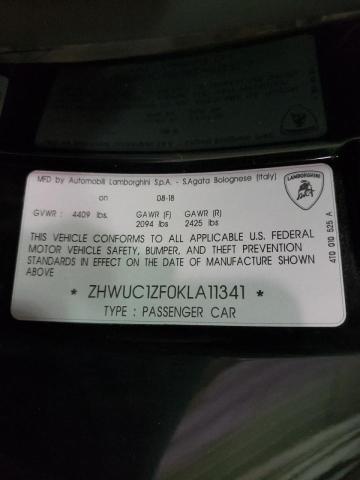 MFD by Automobili Lamborghini S.p.A. - S.Agata Bolognese (Italy)
LAMBORGHINI
on 08-18
GVWR : 4409 lbs. GAWR (F) GAWR (R)
2094 lbs. 2425 lbs.
THIS VEHICLE CONFORMS TO ALL APPLICABLE U.S. FEDERAL
MOTOR VEHICLE SAFETY, BUMPER, AND THEFT PREVENTION
STANDARDS IN EFFECT ON THE DATE OF MANUFACTURE SHOWN
ABOVE
* ZHWUC1ZF0KLA11341 *
TYPE : PASSENGER CAR
4T0 010 525 A